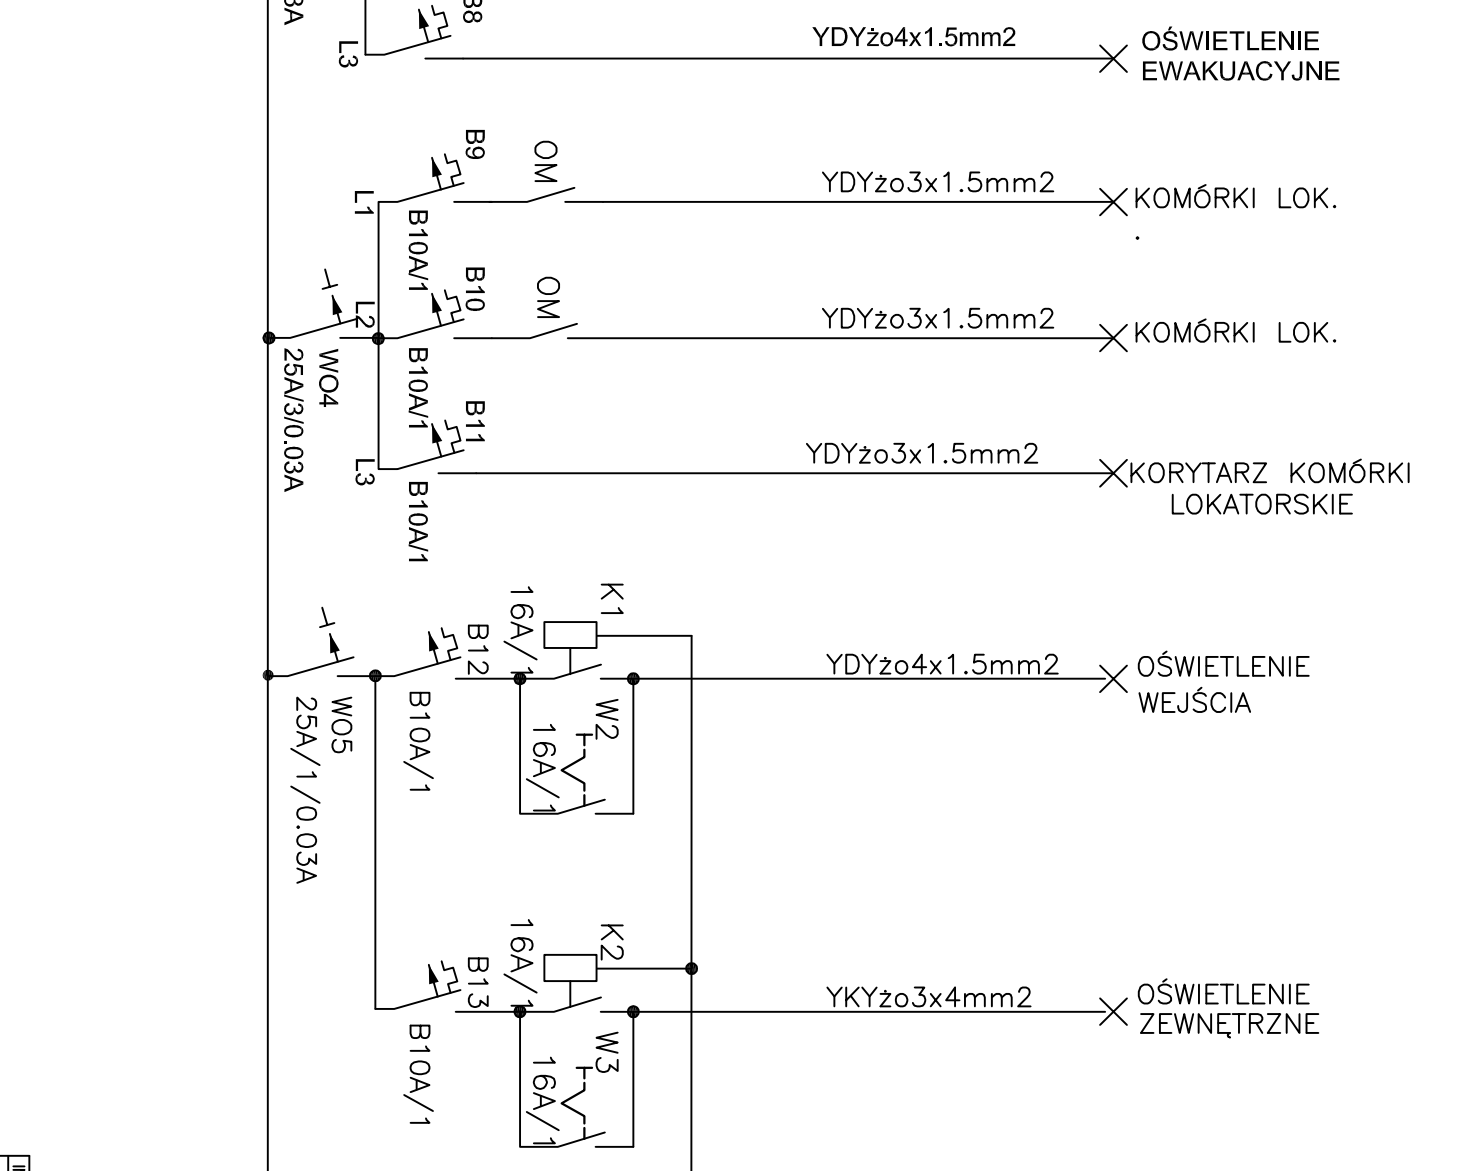 3A
B8
L3
YDYżo4x1.5mm2
OŚWIETLENIE
EWAKUACYJNE
B9
OM
L1
B10A/1
YDYżo3x1.5mm2
KOMÓRKI LOK.
.
B10
OM
L2
B10A/1
YDYżo3x1.5mm2
KOMÓRKI LOK.
WO4
25A/3/0.03A
B11
L3
B10A/1
YDYżo3x1.5mm2
KORYTARZ KOMÓRKI
LOKATORSKIE
K1
16A/1
B12
B10A/1
YDYżo4x1.5mm2
OŚWIETLENIE
WEJŚCIA
WO5
25A/1/0.03A
W2
16A/1
K2
16A/1
B13
B10A/1
YKYżo3x4mm2
OŚWIETLENIE
ZEWNĘTRZNE
W3
16A/1